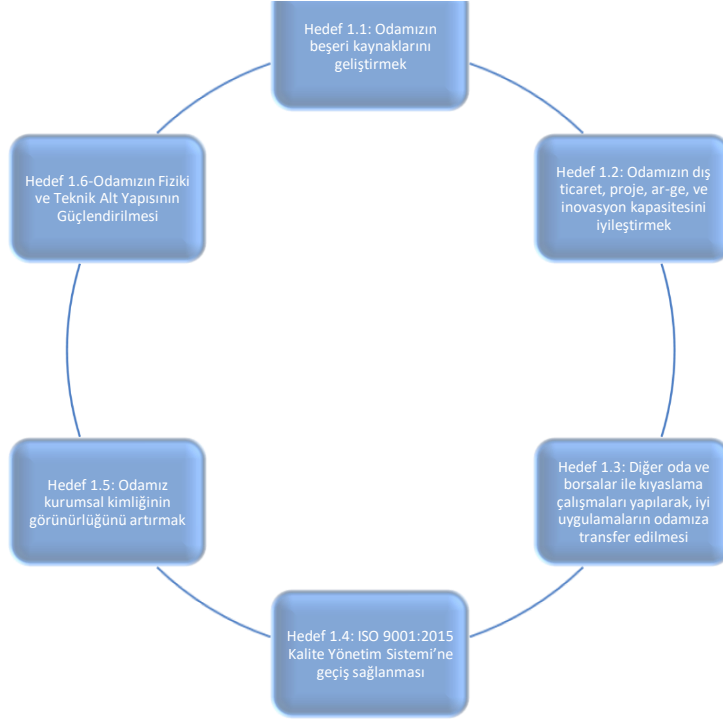 Hedef 1.1: Odamızın
beşeri kaynaklarını
geliştirmek
Hedef 1.2: Odamızın dış
ticaret, proje, ar-ge, ve
inovasyon kapasitesini
iyileştirmek
Hedef 1.3: Diğer oda ve
borsalar ile kıyaslama
çalışmaları yapılarak, iyi
uygulamaların odamıza
transfer edilmesi
Hedef 1.4: ISO 9001:2015
Kalite Yönetim Sistemi’ne
geçiş sağlanması
Hedef 1.5: Odamız
kurumsal kimliğinin
görünürlüğünü artırmak
Hedef 1.6-Odamızın Fiziki
ve Teknik Alt Yapısının
Güçlendirilmesi